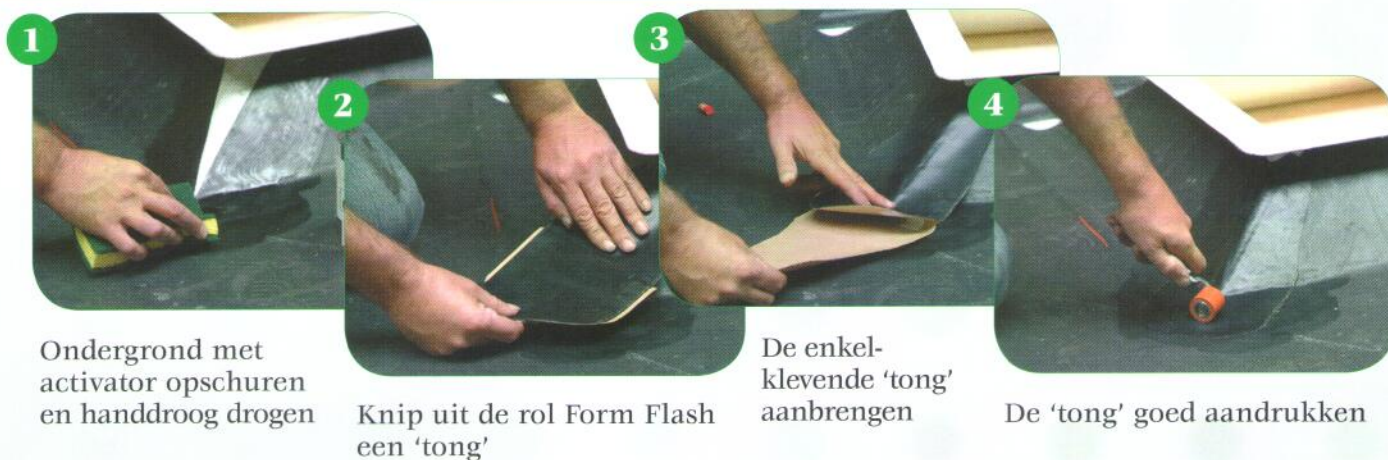 1
Ondergrond met
activator opschuren
en handdroog drogen
2
Knip uit de rol Form Flash
een ‘tong’
3
De enkel-
klevende ‘tong’
aanbrengen
4
De ‘tong’ goed aandrukken